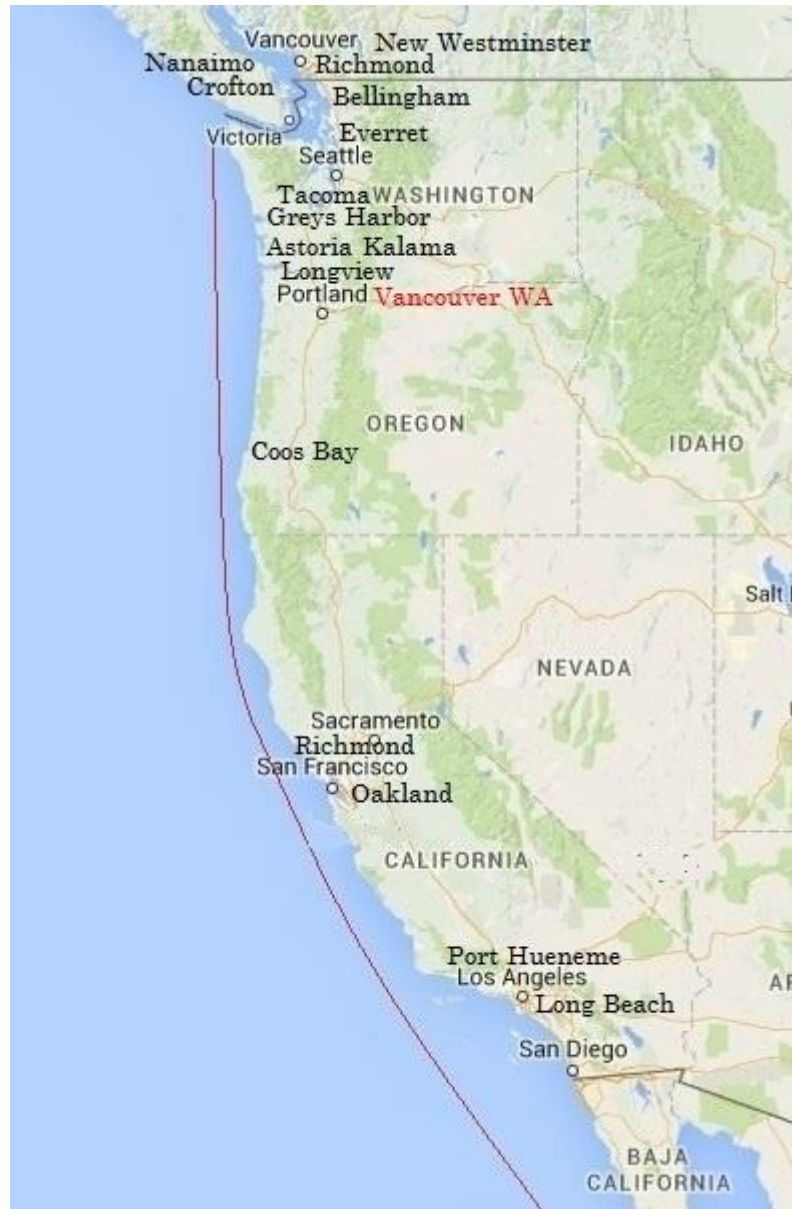 Vancouver New Westminster
Nanaimo Richmond
Crofton
Bellingham
Victoria Everret
Seattle
Tacoma WASHINGTON
Greys Harbor
Astoria Kalama
Longview
Portland Vancouver WA
OREGON
IDAHO
Coos Bay
Salt
NEVADA
Sacramento
Richmond
San Francisco
Oakland
CALIFORNIA
Port Hueneme
Los Angeles
AR
Long Beach
San Diego
BAJA
CALIFORNIA